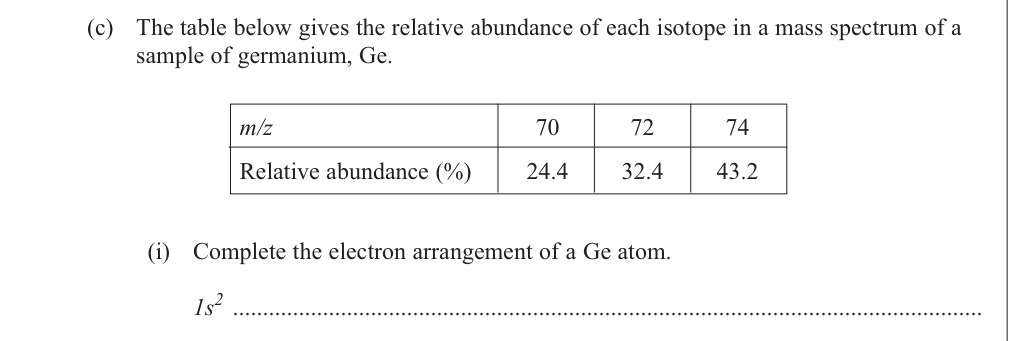 (c) The table below gives the relative abundance of each isotope in a mass spectrum of a
sample of germanium, Ge.
m/z 70 72 74
Relative abundance (%) 24.4 32.4 43.2
(i) Complete the electron arrangement of a Ge atom.
1s² ..............................................................................................................................